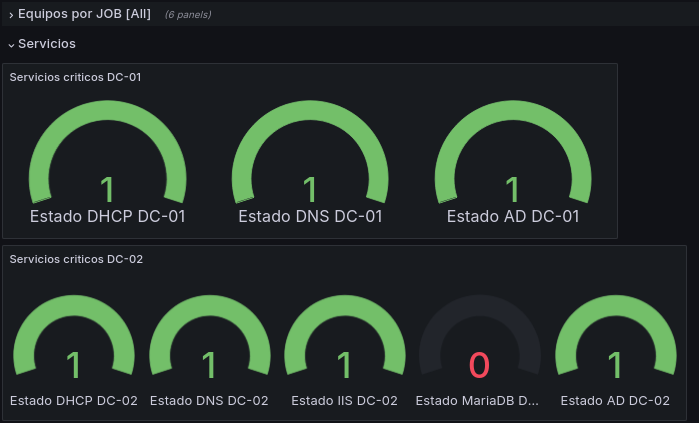 Equipos por JOB [All] (6 panels)
Servicios
Servicios criticos DC-01
1 1 1
Estado DHCP DC-01 Estado DNS DC-01 Estado AD DC-01
Servicios criticos DC-02
1 1 1 0 1
Estado DHCP DC-02 Estado DNS DC-02 Estado IIS DC-02 Estado MariaDB D... Estado AD DC-02